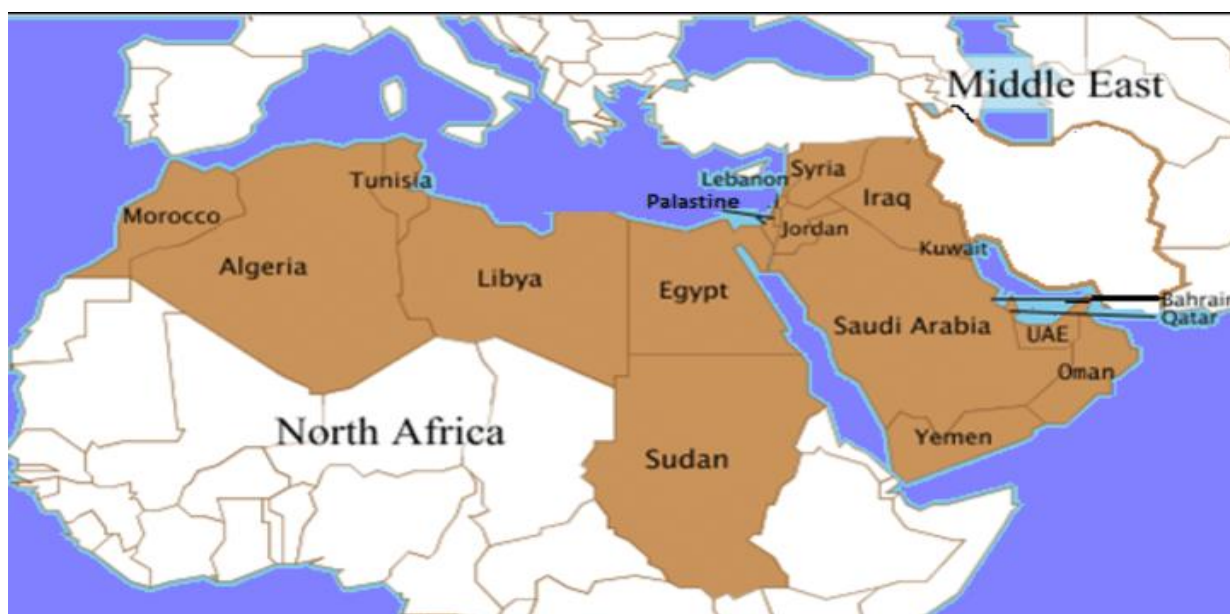 Middle East
Syria
Lebanon
Tunisia
Palastine
Iraq
Morocco
Jordan
Kuwait
Algeria
Libya
Egypt
Bahrain
Saudi Arabia
Qatar
UAE
Oman
North Africa
Yemen
Sudan